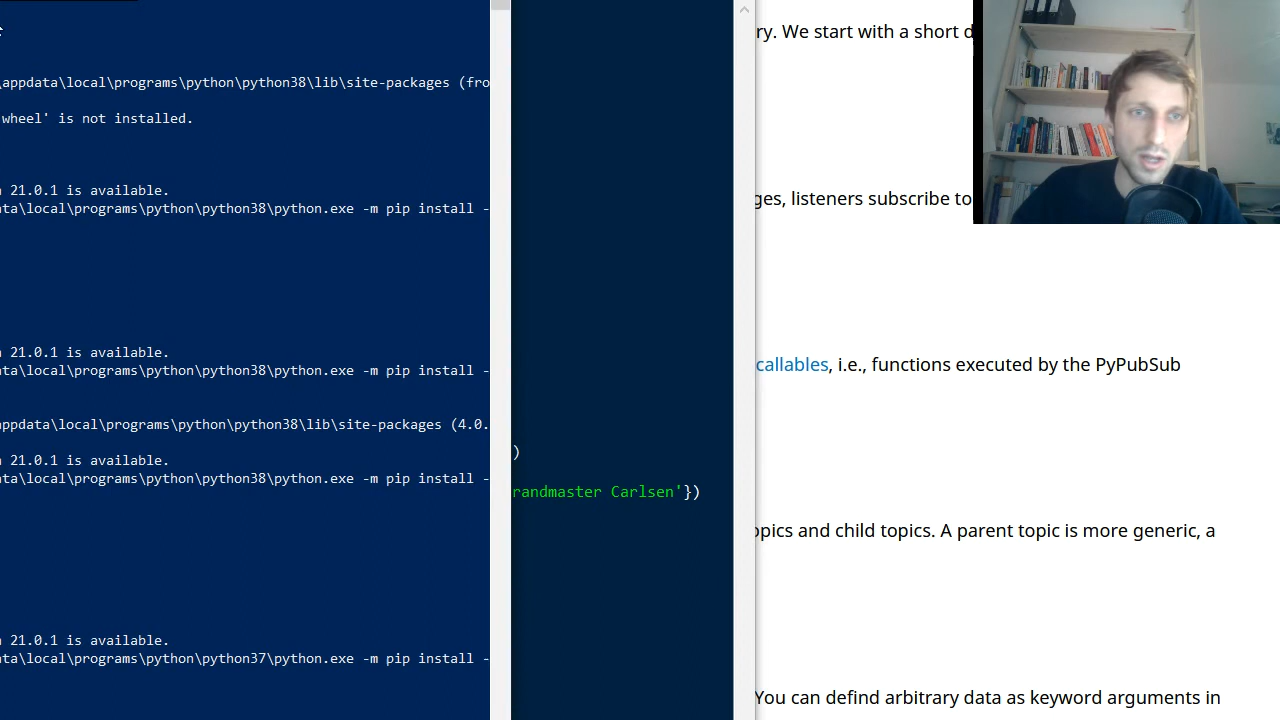 \appdata\local\programs\python\python38\lib\site-packages (fro
wheel' is not installed.
21.0.1 is available.
ata\local\programs\python\python38\python.exe -m pip install -
21.0.1 is available.
ata\local\programs\python\python38\python.exe -m pip install -
appdata\local\programs\python\python38\lib\site-packages (4.0.
21.0.1 is available.
ata\local\programs\python\python38\python.exe -m pip install -
21.0.1 is available.
ata\local\programs\python\python37\python.exe -m pip install -
)
randmaster Carlsen'})
ry. We start with a short d
ges, listeners subscribe to
callables, i.e., functions executed by the PyPubSub
opics and child topics. A parent topic is more generic, a
You can defind arbitrary data as keyword arguments in